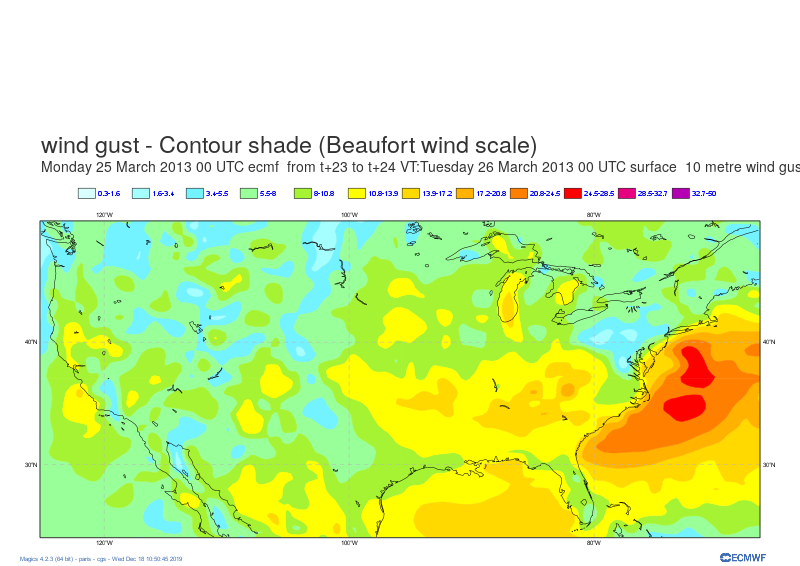 wind gust - Contour shade (Beaufort wind scale)
Monday 25 March 2013 00 UTC ecmf from t+23 to t+24 VT:Tuesday 26 March 2013 00 UTC surface 10 metre wind gus
0.3-1.6 1.6-3.4 3.4-5.5 5.5-8 8-10.8 10.8-13.9 13.9-17.2 17.2-20.8 20.8-24.5 24.5-28.5 28.5-32.7 32.7-50
120°W 100°W 80°W
40°N 40°N
30°N 30°N
120°W 100°W 80°W
Magics 4.2.3 (64 bit) - paris - cgs - Wed Dec 18 10:50:45 2019
ECMWF